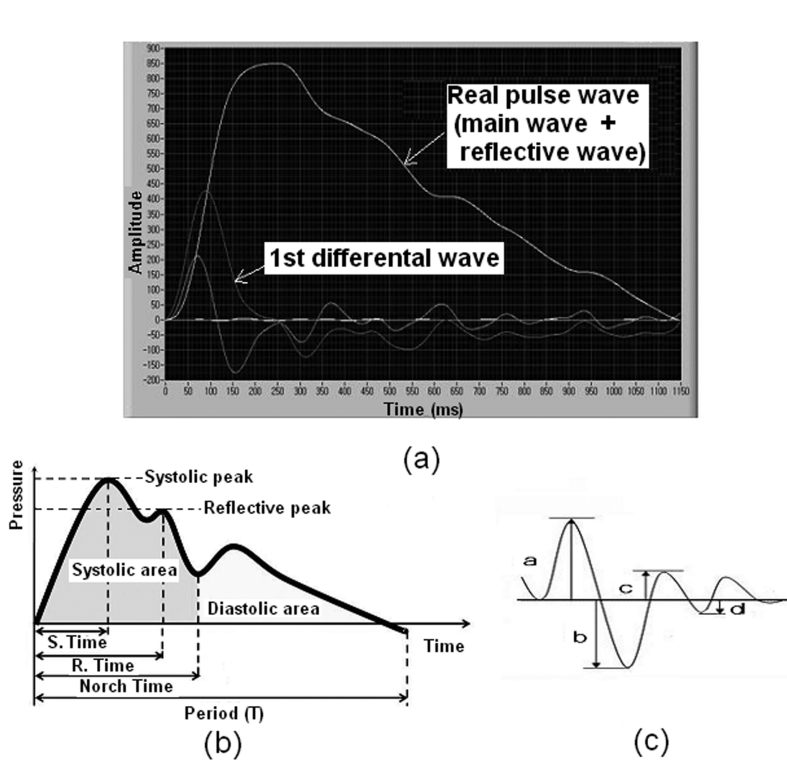 900
850
800
750
700
650
600
550
500
450
400
350
300
250
200
150
100
50
0
-50
-100
-150
-200
Amplitude
Real pulse wave
(main wave +
reflective wave)
1st differental wave
0 50 100 150 200 250 300 350 400 450 500 550 600 650 700 750 800 850 900 950 1000 1050 1100 1150
Time (ms)
(a)
Pressure
Systolic peak
Reflective peak
Systolic area
Diastolic area
Time
S.Time
R. Time
Norch Time
Period (T)
(b)
a
b
c
d
(c)